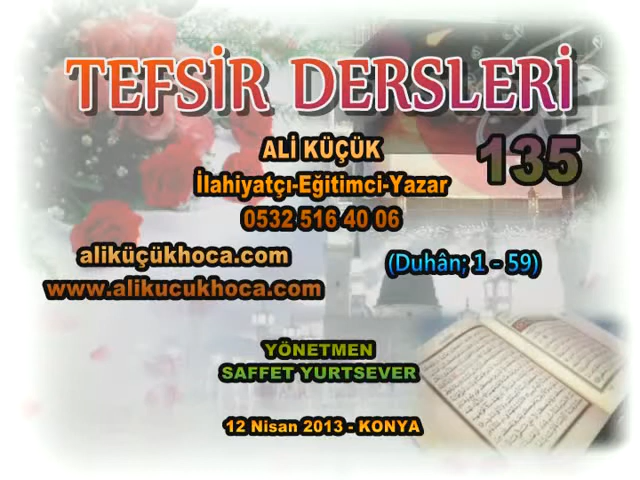 TEFSİR DERSLERİ
ALİ KÜÇÜK
135
İlahiyatçı-Eğitimci-Yazar
0532 516 40 06
aliküçükhoca.com
(Duhân; 1 - 59)
www.alikucukhoca.com
YÖNETMEN
SAFFET YURTSEVER
12 Nisan 2013 - KONYA